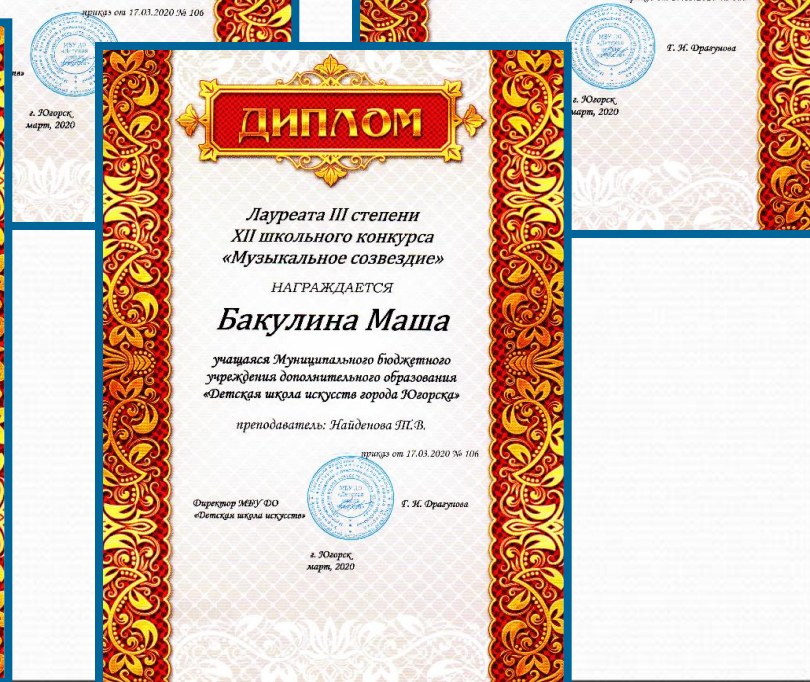 приказ от 17.03.2020 № 106
г. Югорск
март, 2020
Г. И. Драгунова
г. Югорск
март, 2020
ДИПЛОМ
Лауреата III степени
XII школьного конкурса
«Музыкальное созвездие»
НАГРАЖДАЕТСЯ
Бакулина Маша
учащаяся Муниципального бюджетного
учреждения дополнительного образования
«Детская школа искусств города Югорска»
преподаватель: Найденова Т.В.
приказ от 17.03.2020 № 106
Директор МБУ ДО
«Детская школа искусств»
Г. И. Драгунова
г. Югорск
март, 2020